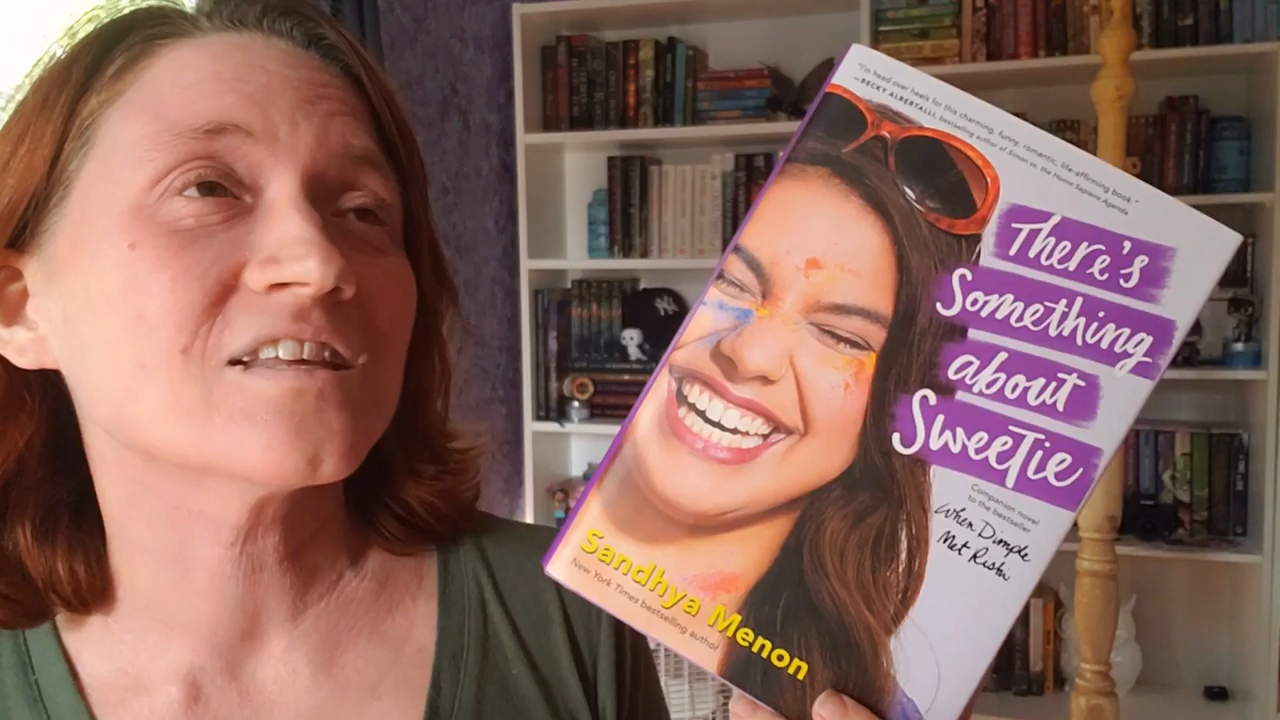 "I'm head over heels for this charming, funny, romantic, life-affirming book."
—BECKY ALBERTALLI, bestselling author of Simon vs. the Homo Sapiens Agenda
There's
Something
about
Sweetie
Companion novel
to the bestseller
When Dimple
Met Rishi
Sandhya Menon
New York Times bestselling author
NY